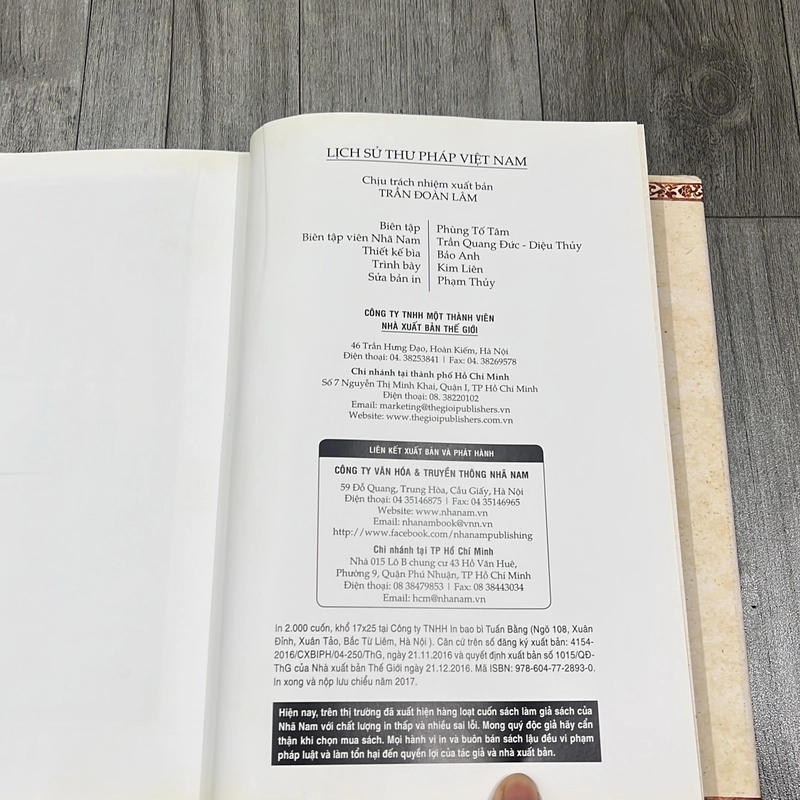 LỊCH SỬ THƯ PHÁP VIỆT NAM
Chịu trách nhiệm xuất bản
TRẦN ĐOÀN LÂM
Biên tập Phùng Tố Tâm
Biên tập viên Nhã Nam Trần Quang Đức - Diệu Thủy
Thiết kế bìa Bảo Anh
Trình bày Kim Liên
Sửa bản in Phạm Thủy
CÔNG TY TNHH MỘT THÀNH VIÊN
NHÀ XUẤT BẢN THẾ GIỚI
46 Trần Hưng Đạo, Hoàn Kiếm, Hà Nội
Điện thoại: 04. 38253841 | Fax: 04. 38269578
Chi nhánh tại thành phố Hồ Chí Minh
Số 7 Nguyễn Thị Minh Khai, Quận I, TP Hồ Chí Minh
Điện thoại: 08. 38220102
Email: marketing@thegioipublishers.vn
Website: www.thegioipublishers.com.vn
LIÊN KẾT XUẤT BẢN VÀ PHÁT HÀNH
CÔNG TY VĂN HÓA & TRUYỀN THÔNG NHÃ NAM
59 Đỗ Quang, Trung Hòa, Cầu Giấy, Hà Nội
Điện thoại: 04 35146875 | Fax: 04 35146965
Website: www.nhanam.vn
Email: nhanambook@vnn.vn
http://www.facebook.com/nhanampublishing
Chi nhánh tại TP Hồ Chí Minh
Nhà 015 Lô B chung cư 43 Hồ Văn Huê,
Phường 9, Quận Phú Nhuận, TP Hồ Chí Minh
Điện thoại: 08 38479853 | Fax: 08 38443034
Email: hcm@nhanam.vn
In 2.000 cuốn, khổ 17x25 tại Công ty TNHH In bao bì Tuấn Bằng (Ngõ 108, Xuân
Đỉnh, Xuân Tảo, Bắc Từ Liêm, Hà Nội ). Căn cứ trên số đăng ký xuất bản: 4154-
2016/CXBIPH/04-250/ThG, ngày 21.11.2016 và quyết định xuất bản số 1015/QĐ-
ThG của Nhà xuất bản Thế Giới ngày 21.12.2016. Mã ISBN: 978-604-77-2893-0.
In xong và nộp lưu chiểu năm 2017.
Hiện nay, trên thị trường đã xuất hiện hàng loạt cuốn sách làm giả sách của
Nhã Nam với chất lượng in thấp và nhiều sai lỗi. Mong quý độc giả hãy cẩn
thận khi chọn mua sách. Mọi hành vi in và buôn bán sách lậu đều vi phạm
pháp luật và làm tổn hại đến quyền lợi của tác giả và nhà xuất bản.